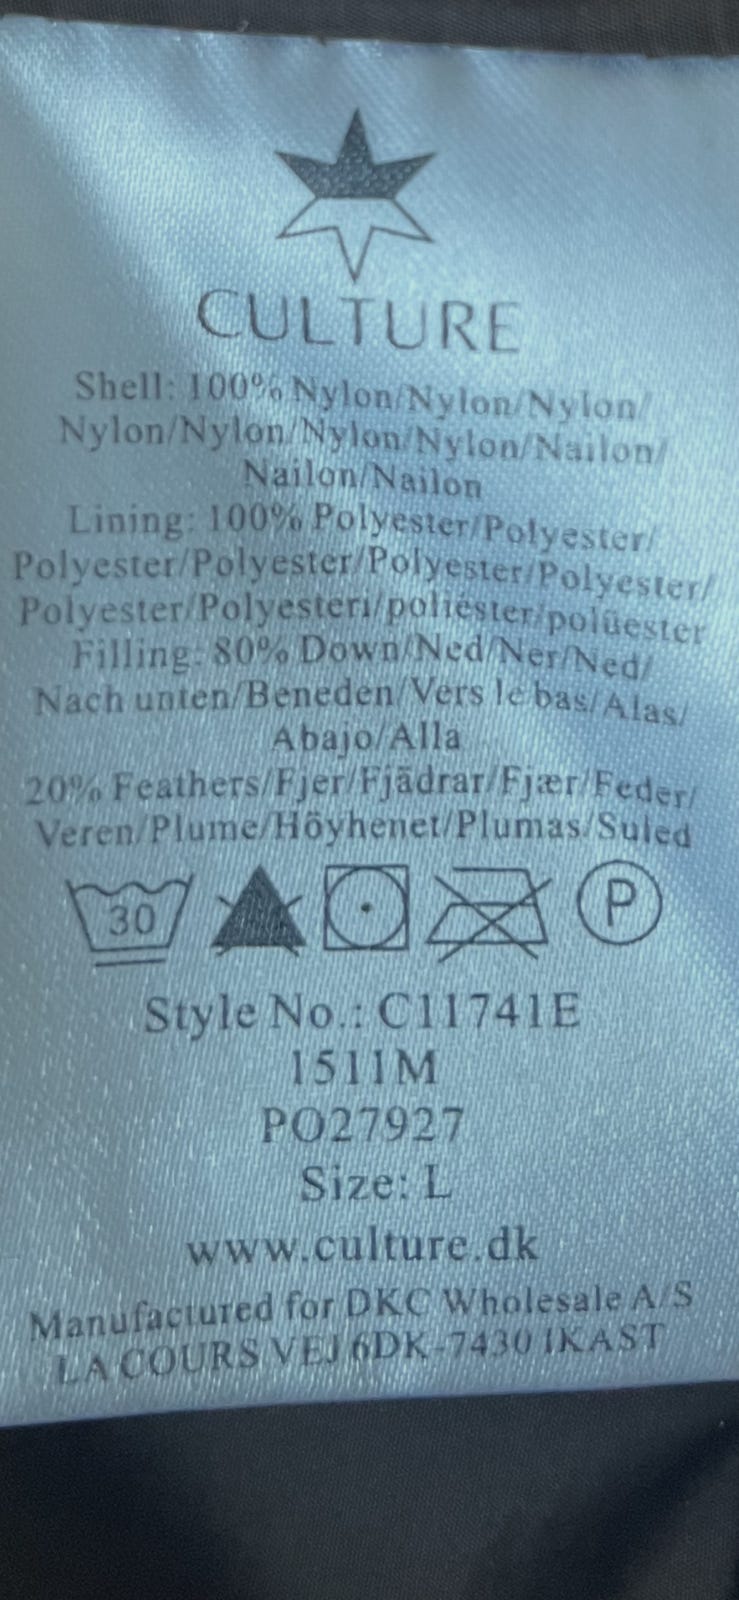 CULTURE
Shell: 100% Nylon/Nylon/Nylon/
Nylon/Nylon/Nylon/Nylon/Nailon/
Nailon/Nailon
Lining: 100% Polyester/Polyester/
Polyester/Polyester/Polyester/Polyester/
Polyester/Polyesteri/poliéster/polüester
Filling: 80% Down/Ned/Ner/Ned/
Nach unten/Beneden/Vers le bas/Alas/
Abajo/Alla
20% Feathers/Fjer/Fjädrar/Fjær/Feder/
Veren/Plume/Höyhenet/Plumas/Suled
30 P
Style No.: C11741E
1511M
PO27927
Size: L
www.culture.dk
Manufactured for DKC Wholesale A/S
LA COURS VEJ 6DK-7430 IKAST